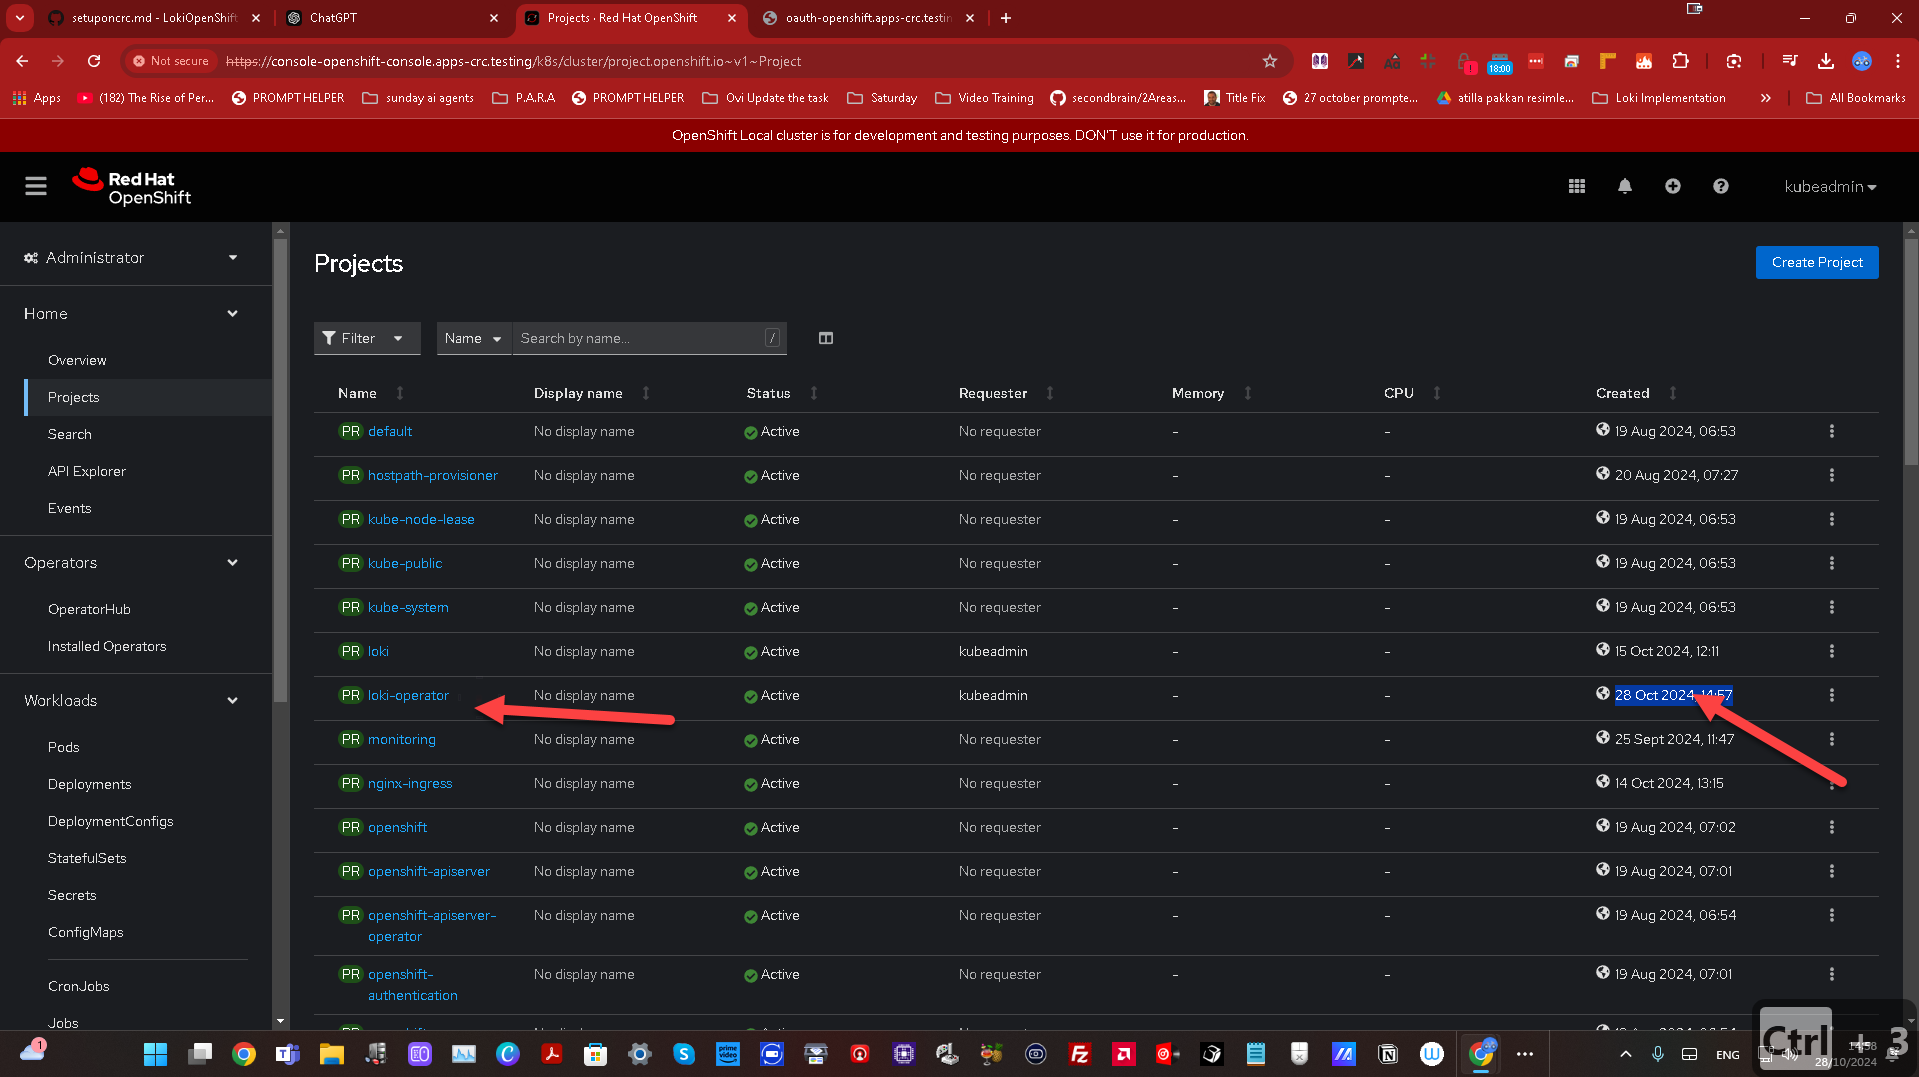 setuponcrc.md - LokiOpenShift
ChatGPT
Projects · Red Hat OpenShift
oauth-openshift.apps-crc.testin
Not secure
https://console-openshift-console.apps-crc.testing/k8s/cluster/project.openshift.io~v1~Project
18:00
Apps
(182) The Rise of Per...
PROMPT HELPER
sunday ai agents
P.A.R.A
PROMPT HELPER
Ovi Update the task
Saturday
Video Training
secondbrain/2Areas...
Title Fix
27 october prompte...
atilla pakkan resimle...
Loki Implementation
All Bookmarks
OpenShift Local cluster is for development and testing purposes. DON'T use it for production.
Red Hat
OpenShift
kubeadmin
Administrator
Home
Overview
Projects
Search
API Explorer
Events
Operators
OperatorHub
Installed Operators
Workloads
Pods
Deployments
DeploymentConfigs
StatefulSets
Secrets
ConfigMaps
CronJobs
Jobs
Projects
Create Project
Filter
Name
Search by name...
/
Name Display name Status Requester Memory CPU Created
PR default No display name Active No requester - - 19 Aug 2024, 06:53
PR hostpath-provisioner No display name Active No requester - - 20 Aug 2024, 07:27
PR kube-node-lease No display name Active No requester - - 19 Aug 2024, 06:53
PR kube-public No display name Active No requester - - 19 Aug 2024, 06:53
PR kube-system No display name Active No requester - - 19 Aug 2024, 06:53
PR loki No display name Active kubeadmin - - 15 Oct 2024, 12:11
PR loki-operator No display name Active kubeadmin - - 28 Oct 2024, 14:57
PR monitoring No display name Active No requester - - 25 Sept 2024, 11:47
PR nginx-ingress No display name Active No requester - - 14 Oct 2024, 13:15
PR openshift No display name Active No requester - - 19 Aug 2024, 07:02
PR openshift-apiserver No display name Active No requester - - 19 Aug 2024, 07:01
PR openshift-apiserver- No display name Active No requester - - 19 Aug 2024, 06:54
operator
PR openshift- No display name Active No requester - - 19 Aug 2024, 07:01
authentication
1
ENG
14:58
28/10/2024
Ctrl + 3